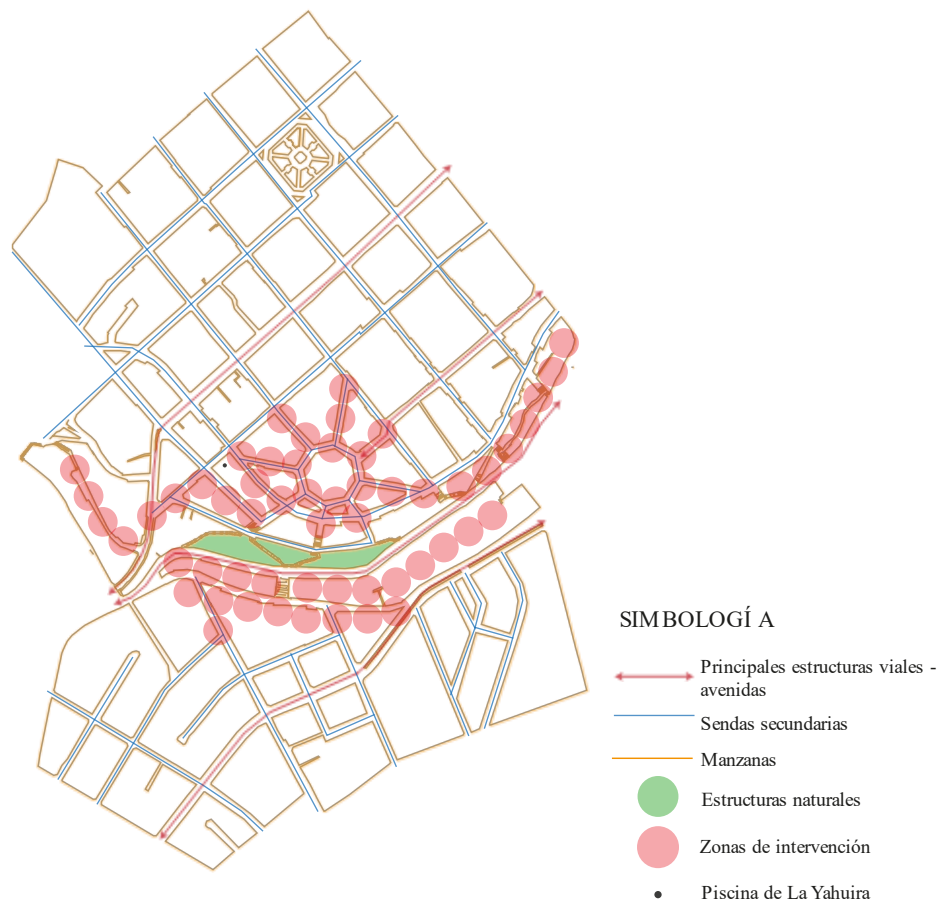 SIMBOLOGÍ A
Principales estructuras viales -
avenidas
Sendas secundarias
Manzanas
Estructuras naturales
Zonas de intervención
Piscina de La Yahuira